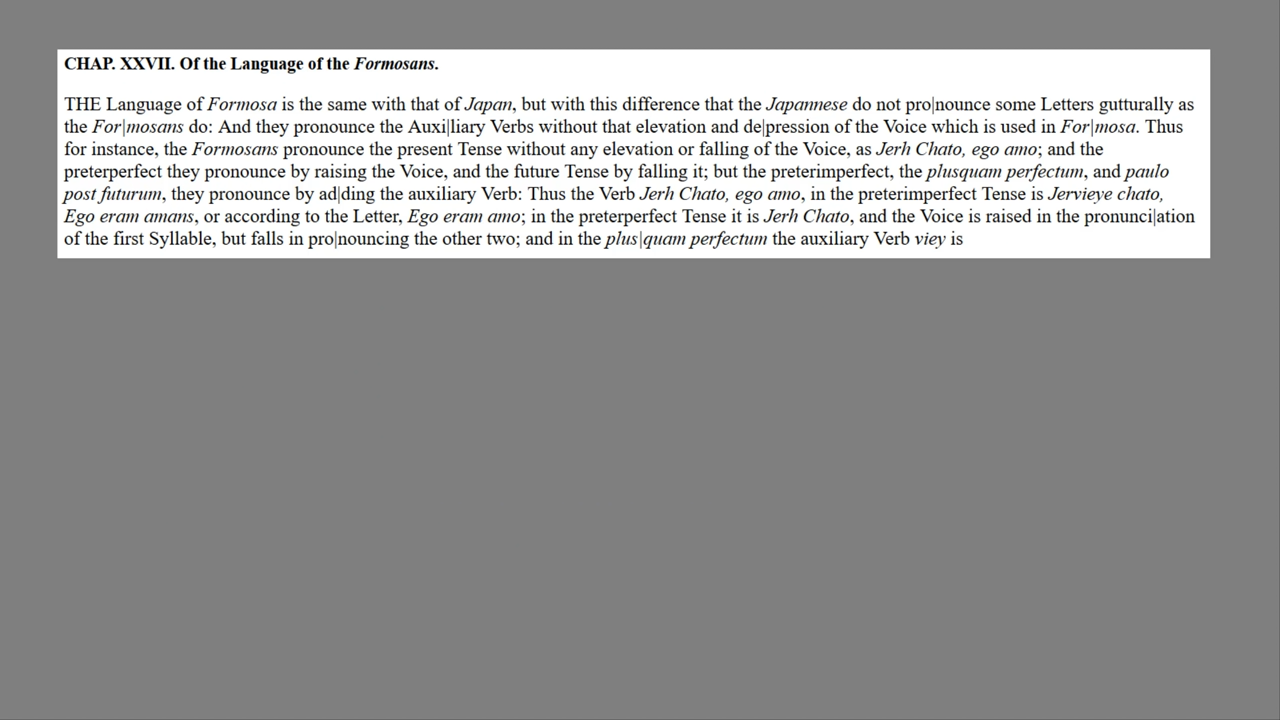 CHAP. XXVII. Of the Language of the Formosans.
THE Language of Formosa is the same with that of Japan, but with this difference that the Japannese do not pro|nounce some Letters gutturally as
the For|mosans do: And they pronounce the Auxi|liary Verbs without that elevation and de|pression of the Voice which is used in For|mosa. Thus
for instance, the Formosans pronounce the present Tense without any elevation or falling of the Voice, as Jerh Chato, ego amo; and the
preterperfect they pronounce by raising the Voice, and the future Tense by falling it; but the preterimperfect, the plusquam perfectum, and paulo
post futurum, they pronounce by ad|ding the auxiliary Verb: Thus the Verb Jerh Chato, ego amo, in the preterimperfect Tense is Jervieye chato,
Ego eram amans, or according to the Letter, Ego eram amo; in the preterperfect Tense it is Jerh Chato, and the Voice is raised in the pronunci|ation
of the first Syllable, but falls in pro|nouncing the other two; and in the plus|quam perfectum the auxiliary Verb viey is